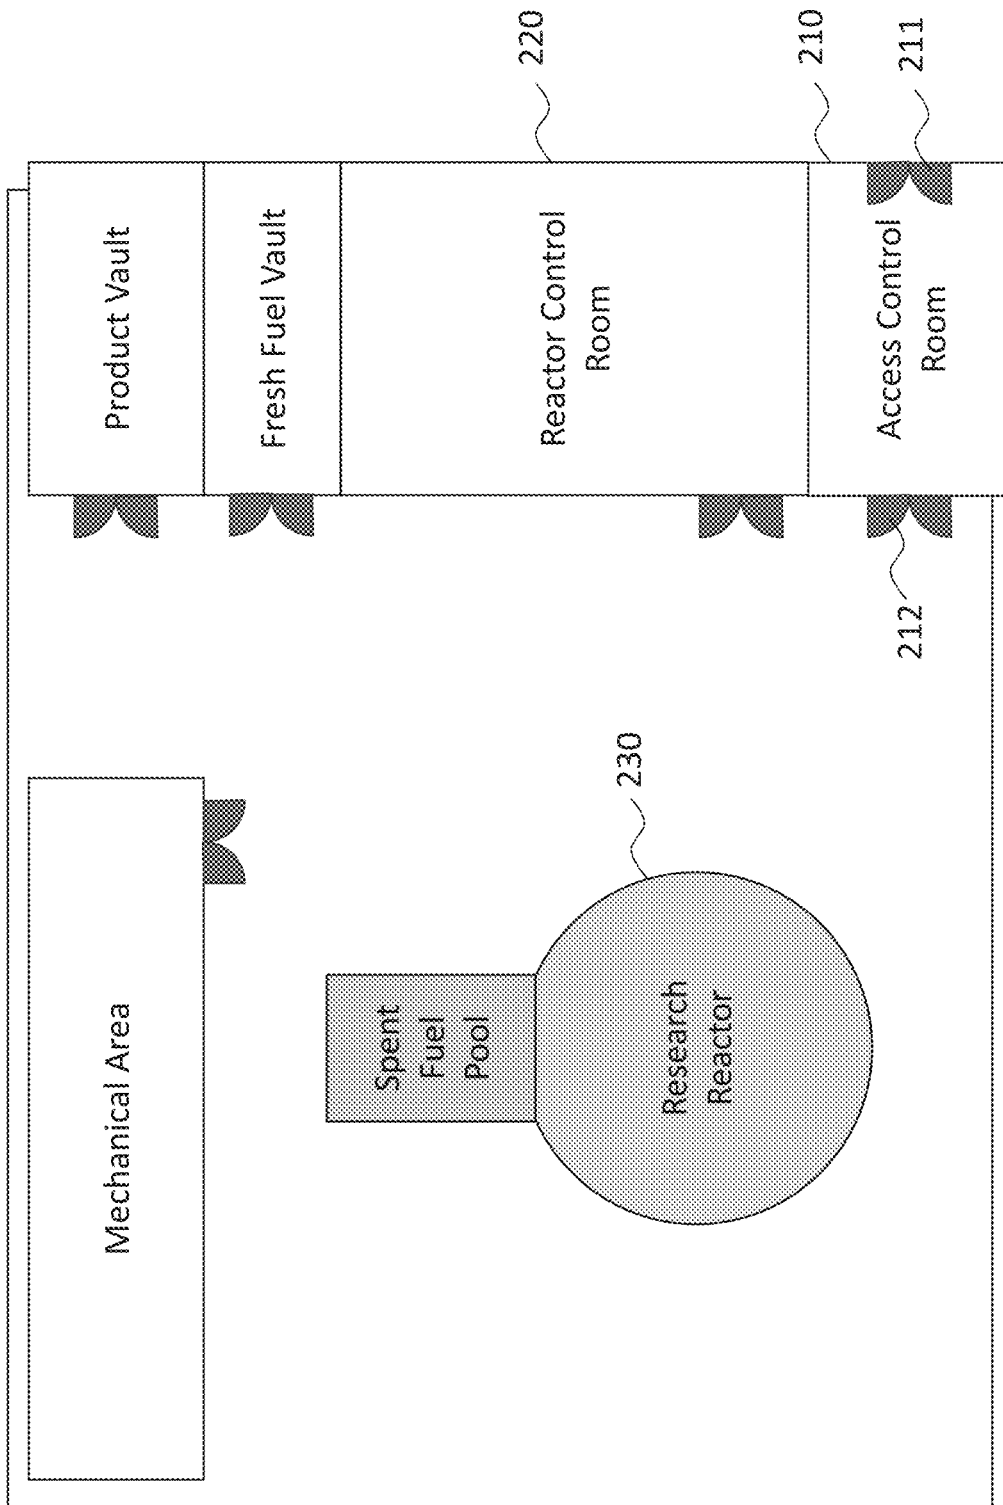 Mechanical Area
Product Vault
Fresh Fuel Vault
Spent
Fuel
Pool
Research
Reactor
230
Reactor Control
Room
220
Access Control
Room
210
211
212